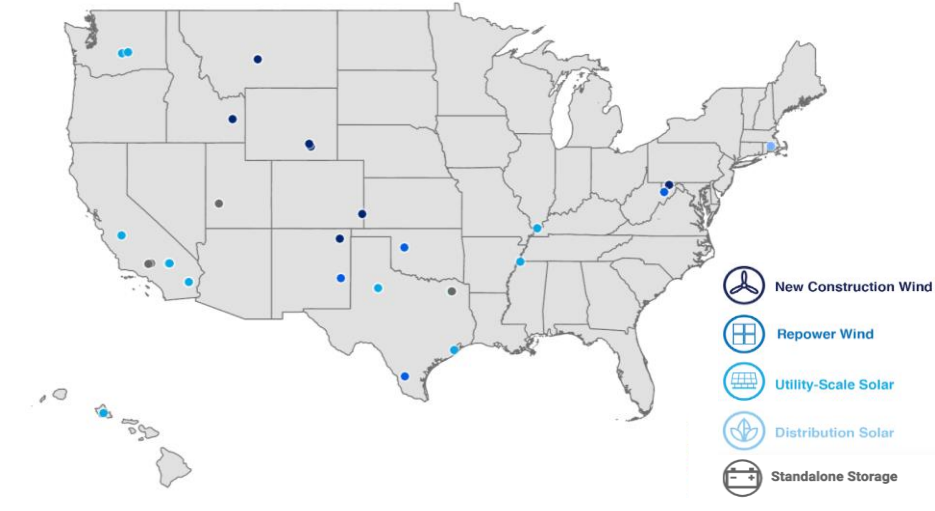 New Construction Wind
Repower Wind
Utility-Scale Solar
Distribution Solar
Standalone Storage